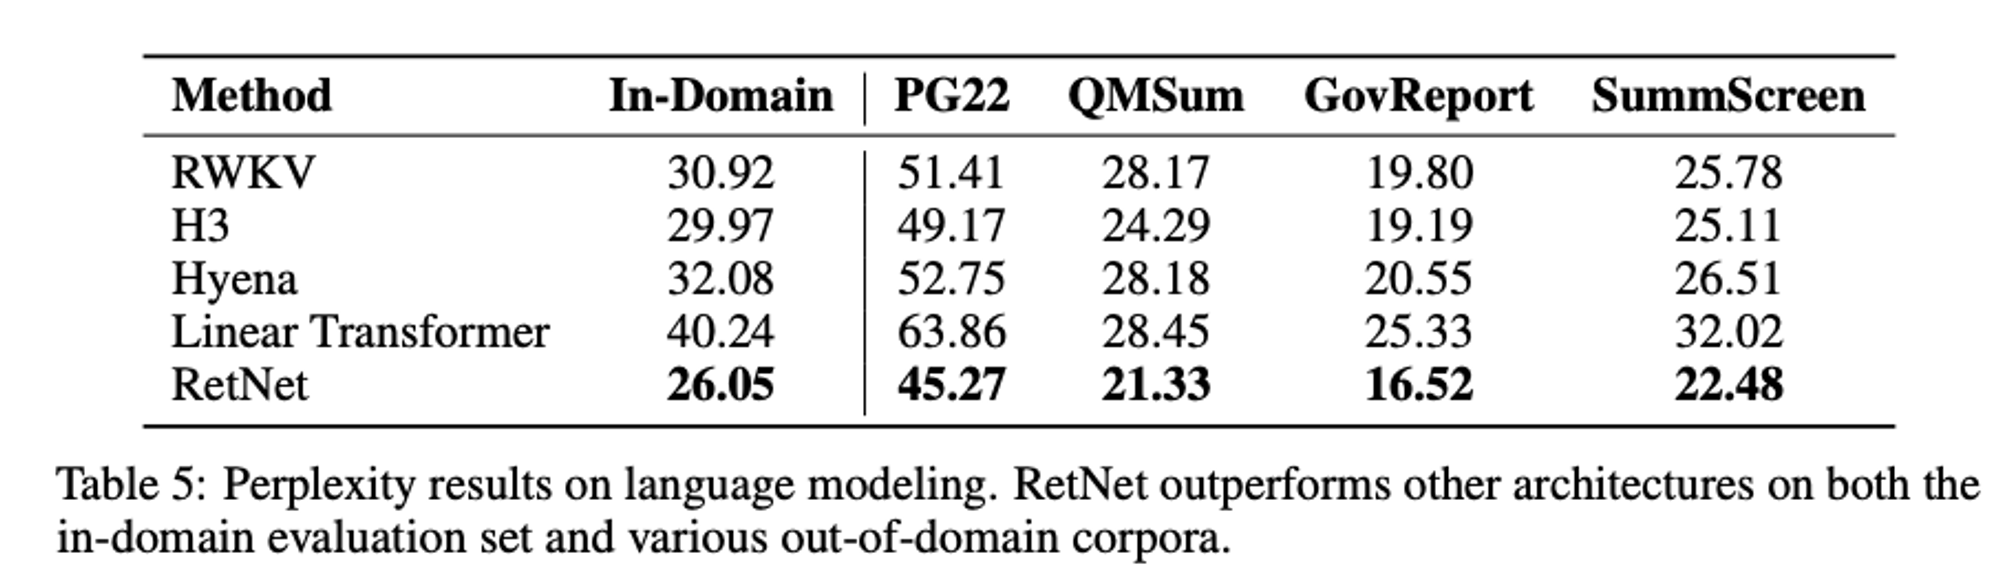 Method In-Domain PG22 QMSum GovReport SummScreen
RWKV 30.92 51.41 28.17 19.80 25.78
H3 29.97 49.17 24.29 19.19 25.11
Hyena 32.08 52.75 28.18 20.55 26.51
Linear Transformer 40.24 63.86 28.45 25.33 32.02
RetNet 26.05 45.27 21.33 16.52 22.48
Table 5: Perplexity results on language modeling. RetNet outperforms other architectures on both the
in-domain evaluation set and various out-of-domain corpora.